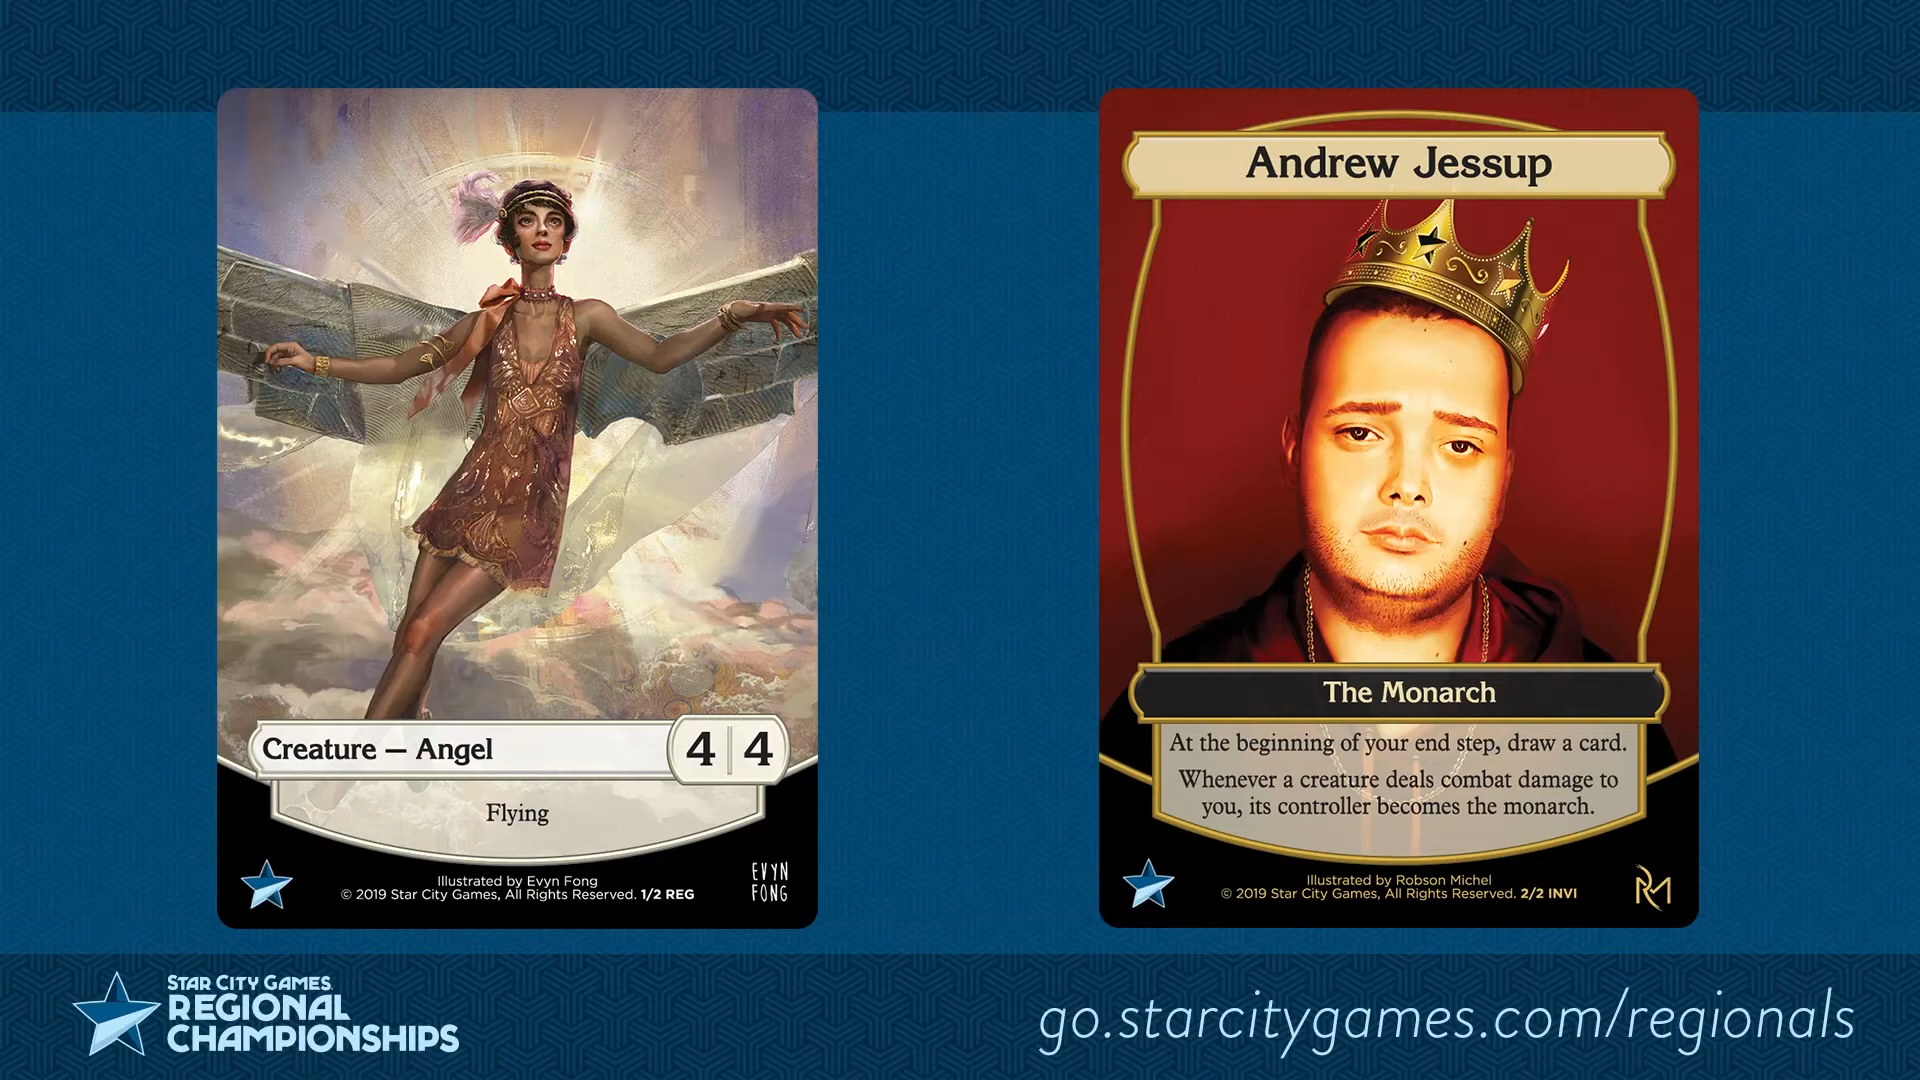 Creature — Angel
4 | 4
Flying
Illustrated by Evyn Fong
© 2019 Star City Games, All Rights Reserved. 1/2 REG
EVYN
FONG
Andrew Jessup
The Monarch
At the beginning of your end step, draw a card.
Whenever a creature deals combat damage to
you, its controller becomes the monarch.
Illustrated by Robson Michel
© 2019 Star City Games, All Rights Reserved. 2/2 INVI
RM
STAR CITY GAMES
REGIONAL
CHAMPIONSHIPS
go.starcitygames.com/regionals